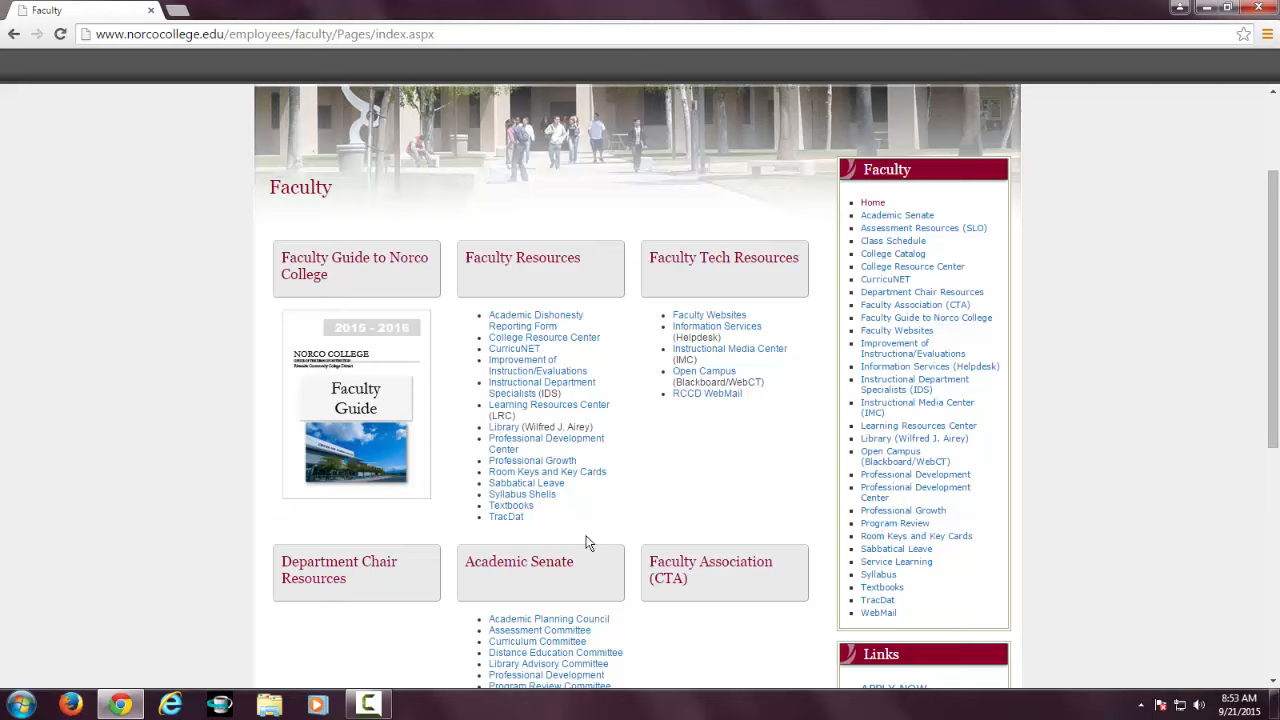 Faculty
www.norcocollege.edu/employees/faculty/Pages/index.aspx
Faculty
Faculty Guide to Norco
College
2015 - 2016
NORCO COLLEGE
Faculty
Guide
Faculty Resources
Academic Dishonesty
Reporting Form
College Resource Center
CurricuNET
Improvement of
Instruction/Evaluations
Instructional Department
Specialists (IDS)
Learning Resources Center
(LRC)
Library (Wilfred J. Airey)
Professional Development
Center
Professional Growth
Room Keys and Key Cards
Sabbatical Leave
Syllabus Shells
Textbooks
TracDat
Faculty Tech Resources
Faculty Websites
Information Services
(Helpdesk)
Instructional Media Center
(IMC)
Open Campus
(Blackboard/WebCT)
RCCD WebMail
Department Chair
Resources
Academic Senate
Academic Planning Council
Assessment Committee
Curriculum Committee
Distance Education Committee
Library Advisory Committee
Professional Development
Program Review Committee
Faculty Association
(CTA)
Faculty
Home
Academic Senate
Assessment Resources (SLO)
Class Schedule
College Catalog
College Resource Center
CurricuNET
Department Chair Resources
Faculty Association (CTA)
Faculty Guide to Norco College
Faculty Websites
Improvement of
Instructiona/Evaluations
Information Services (Helpdesk)
Instructional Department
Specialists (IDS)
Instructional Media Center
(IMC)
Learning Resources Center
Library (Wilfred J. Airey)
Open Campus
(Blackboard/WebCT)
Professional Development
Professional Development
Center
Professional Growth
Program Review
Room Keys and Key Cards
Sabbatical Leave
Service Learning
Syllabus
Textbooks
TracDat
WebMail
Links
APPLY NOW
8:53 AM
9/21/2015